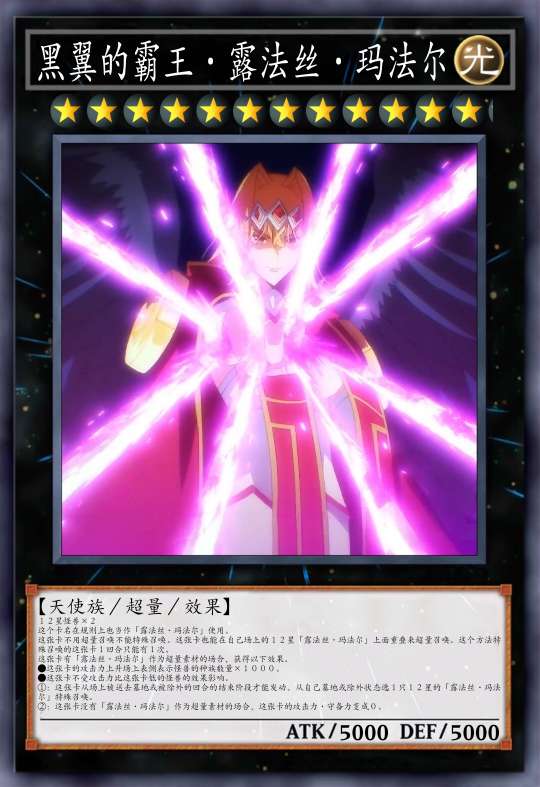 黑翼的霸王·露法丝·玛法尔
光
【天使族/超量/效果】
12星怪兽×2
这个卡名在规则上也当作「露法丝·玛法尔」使用。
这张卡不用超量召唤不能特殊召唤。这张卡也能在自己场上的12星「露法丝·玛法尔」上面重叠来超量召唤。这个方法特
殊召唤的这张卡1回合只能有1次。
这张卡有「露法丝·玛法尔」作为超量素材的场合，获得以下效果。
●这张卡的攻击力上升场上表侧表示怪兽的种族数量×1000。
●这张卡不受攻击力比这张卡低的怪兽的效果影响。
①：这张卡从场上被送去墓地或被除外的回合的结束阶段才能发动。从自己墓地或除外状态选1只12星的「露法丝·玛法
尔」特殊召唤。
②：这张卡没有「露法丝·玛法尔」作为超量素材的场合，这张卡的攻击力·守备力变成0。
ATK/5000 DEF/5000